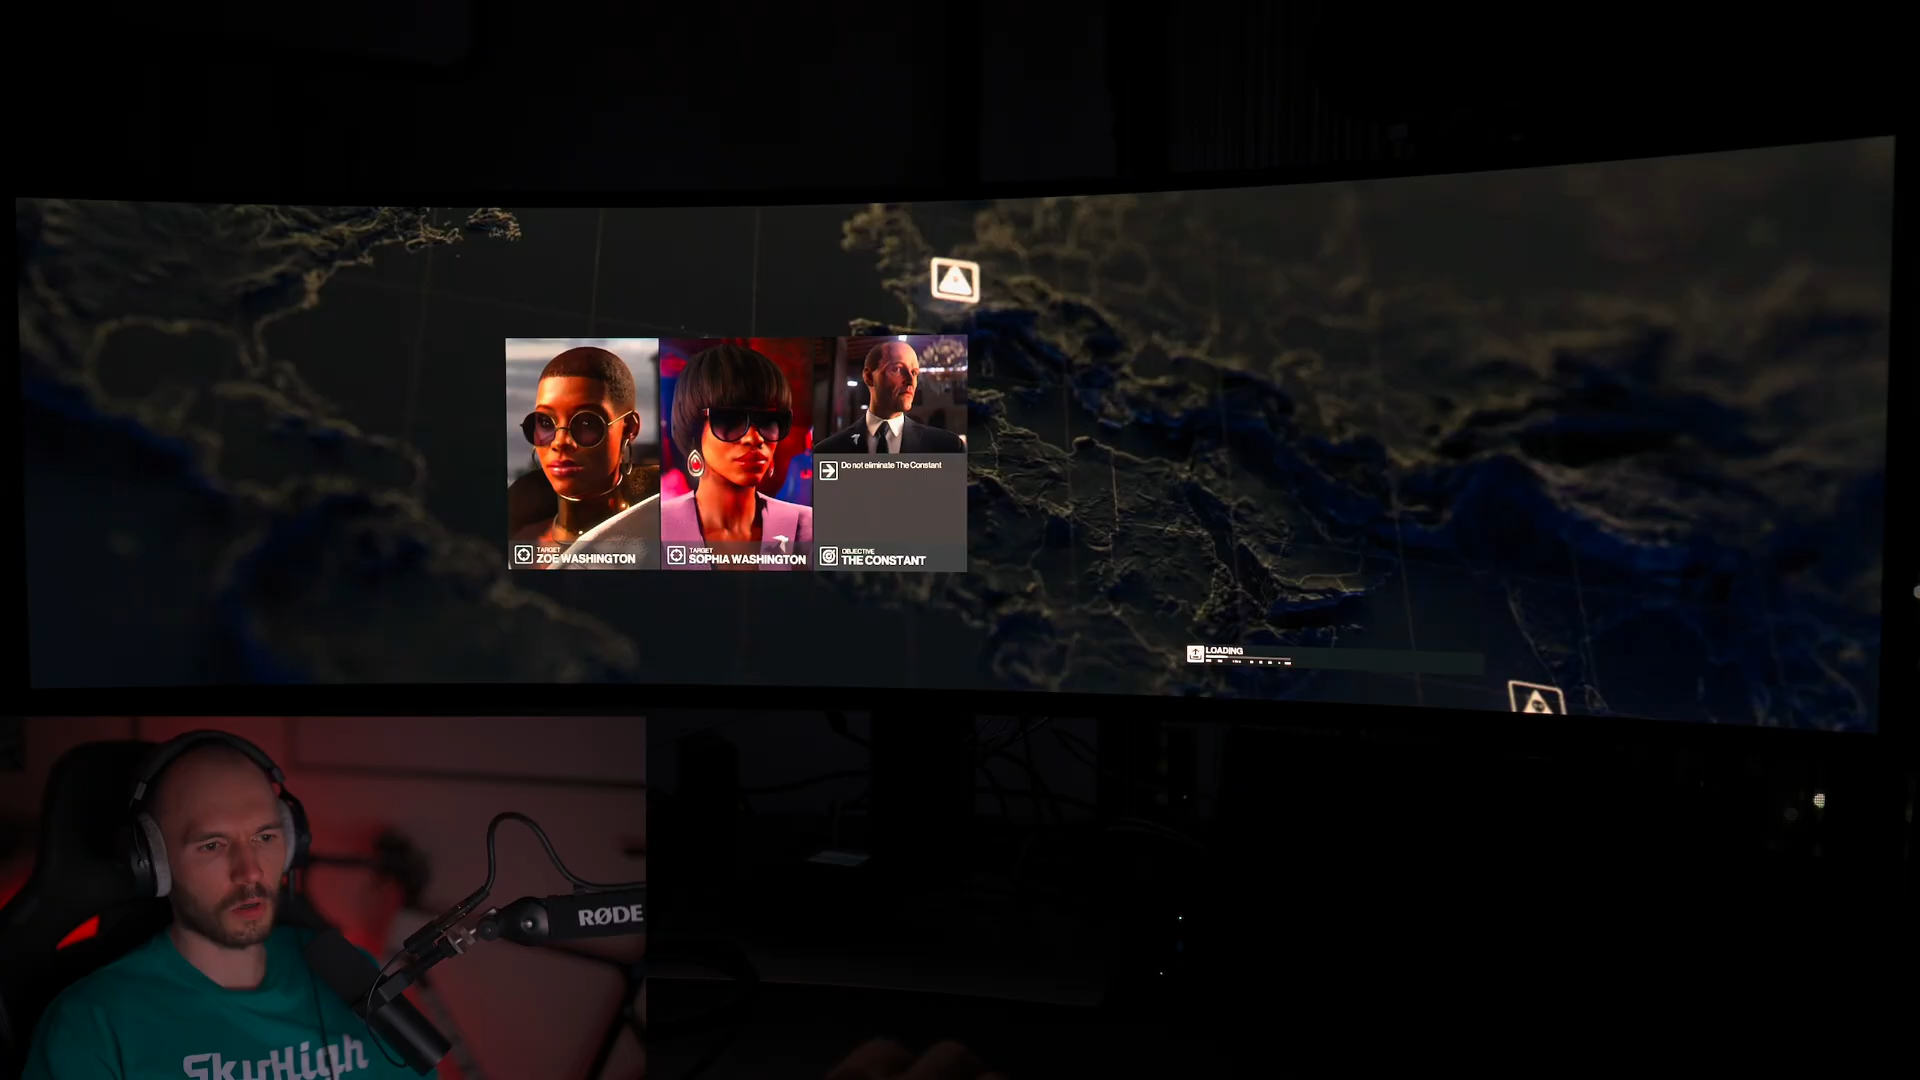 Do not eliminate The Constant
TARGET
ZOE WASHINGTON
TARGET
SOPHIA WASHINGTON
OBJECTIVE
THE CONSTANT
LOADING
RØDE
SkyHigh